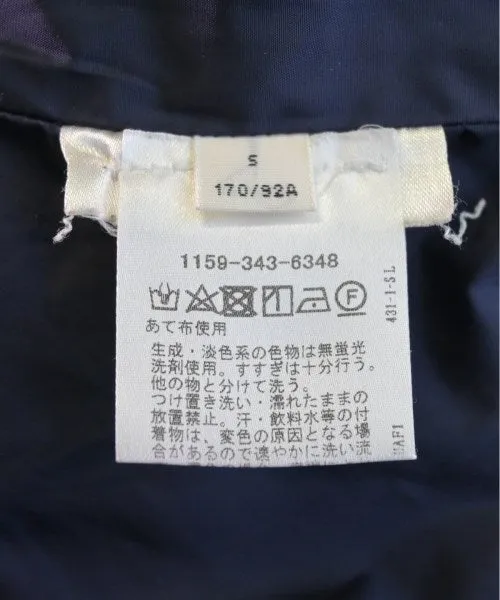 S
170/92A
1159-343-6348
F
あて布使用
生成・淡色系の色物は無蛍光
洗剤使用。すすぎは十分行う。
他の物と分けて洗う。
つけ置き洗い・濡れたままの
放置禁止。汗・飲料水等の付
着物は、変色の原因となる場
合があるので速やかに洗い流
431-1-SL